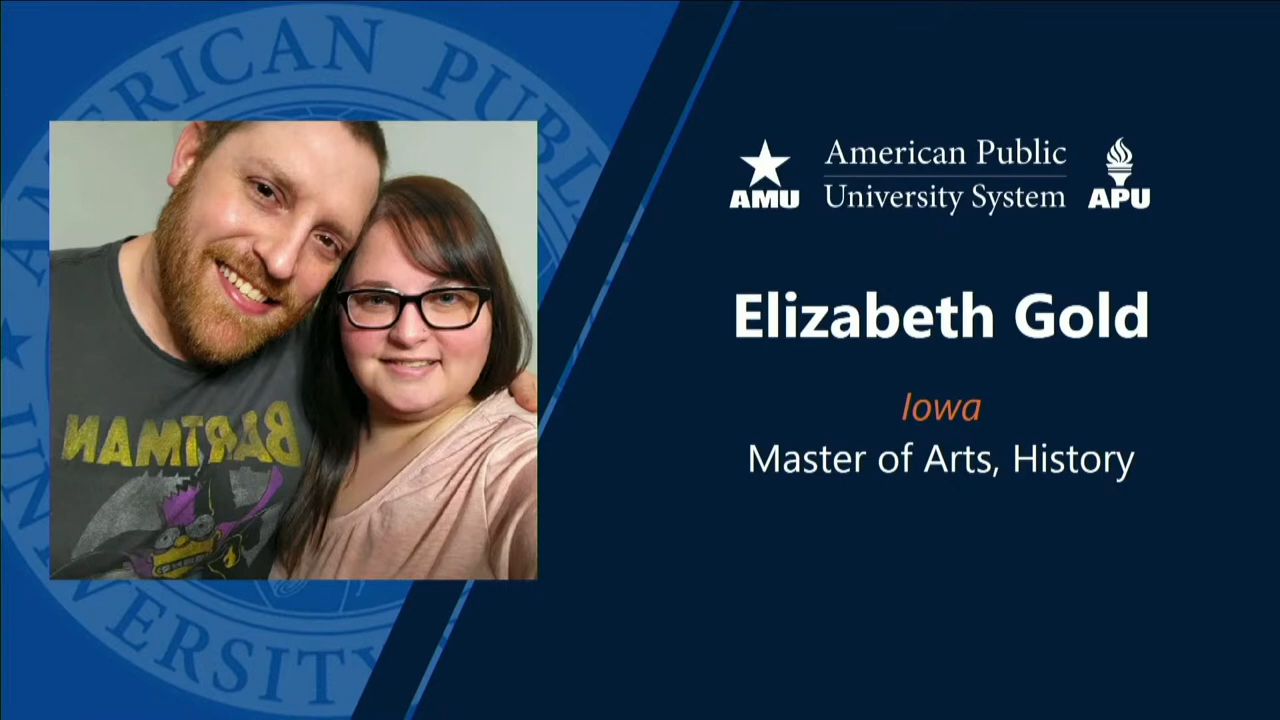 AMERICAN PUBLIC
UNIVERSITY
BARTMAN
AMU
American Public
University System
APU
Elizabeth Gold
Iowa
Master of Arts, History